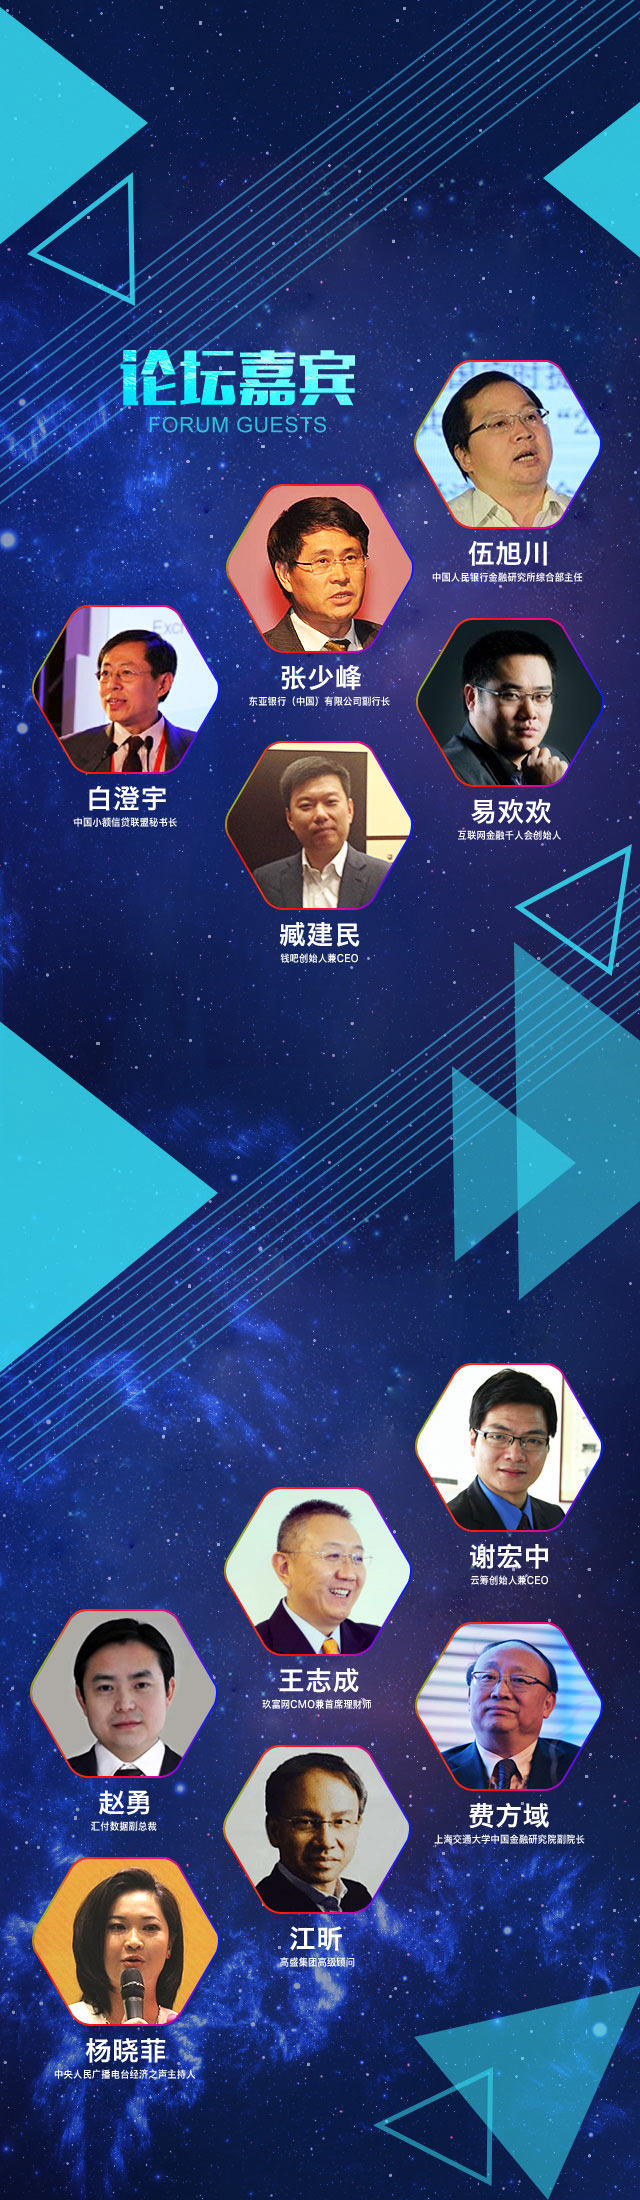 论坛嘉宾
FORUM GUESTS
伍旭川
中国人民银行金融研究所综合部主任
张少峰
东亚银行（中国）有限公司副行长
白澄宇
中国小额信贷联盟秘书长
易欢欢
互联网金融千人会创始人
臧建民
钱吧创始人兼CEO
谢宏中
云筹创始人兼CEO
王志成
玖富网CMO兼首席理财师
赵勇
汇付数据副总裁
费方域
上海交通大学中国金融研究院副院长
江昕
高盛集团高级顾问
杨晓菲
中央人民广播电台经济之声主持人